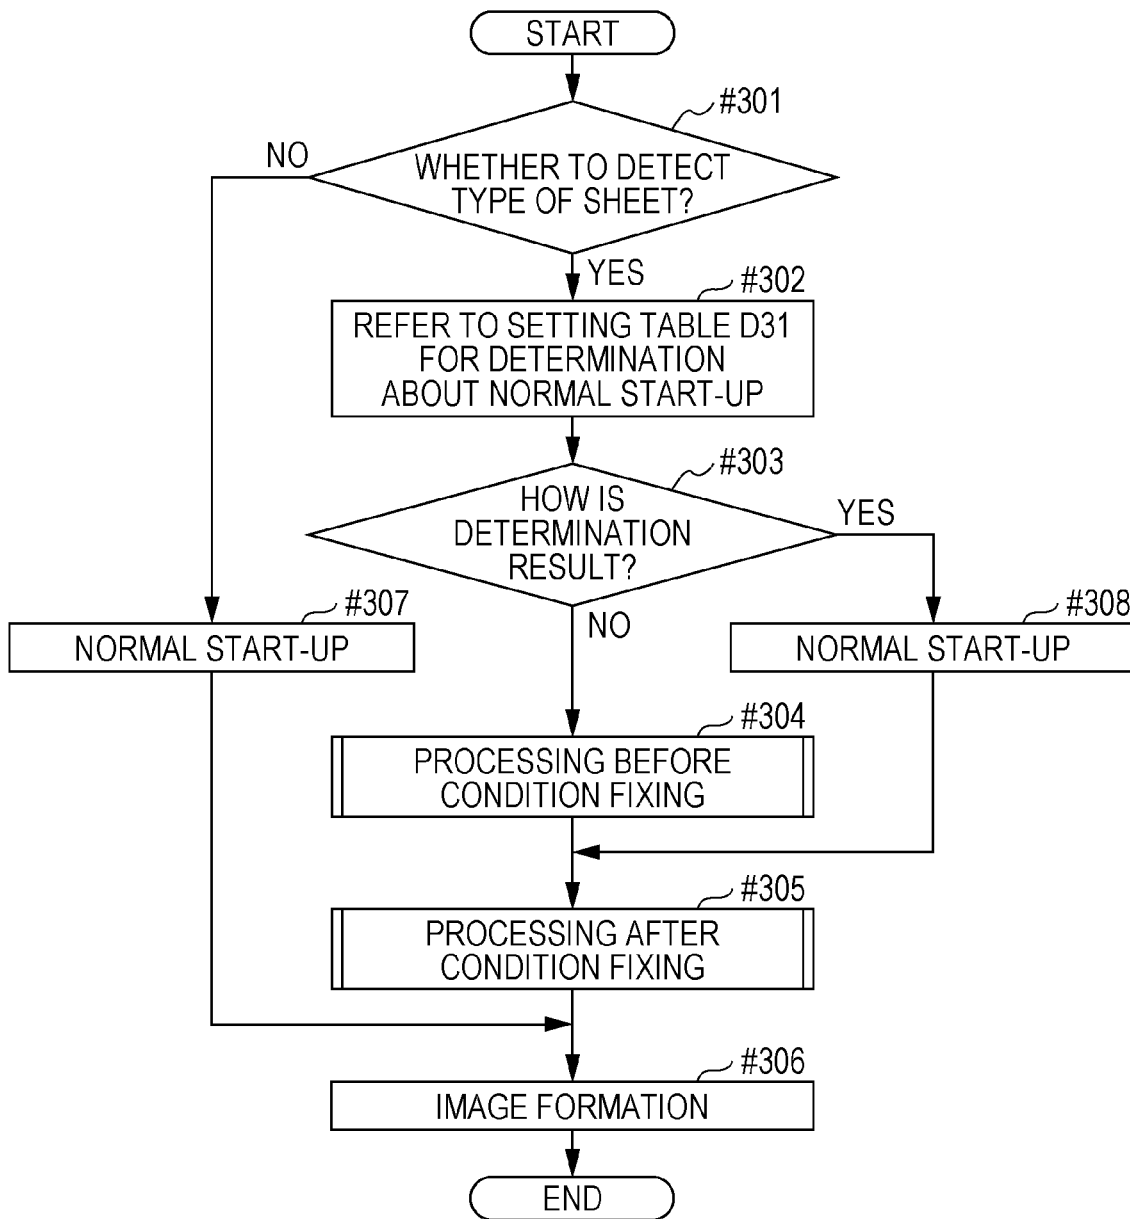 START
#301
NO
WHETHER TO DETECT
TYPE OF SHEET?
YES
#302
REFER TO SETTING TABLE D31
FOR DETERMINATION
ABOUT NORMAL START-UP
#303
HOW IS
DETERMINATION
RESULT?
YES
NO
#307
NORMAL START-UP
#308
NORMAL START-UP
#304
PROCESSING BEFORE
CONDITION FIXING
#305
PROCESSING AFTER
CONDITION FIXING
#306
IMAGE FORMATION
END